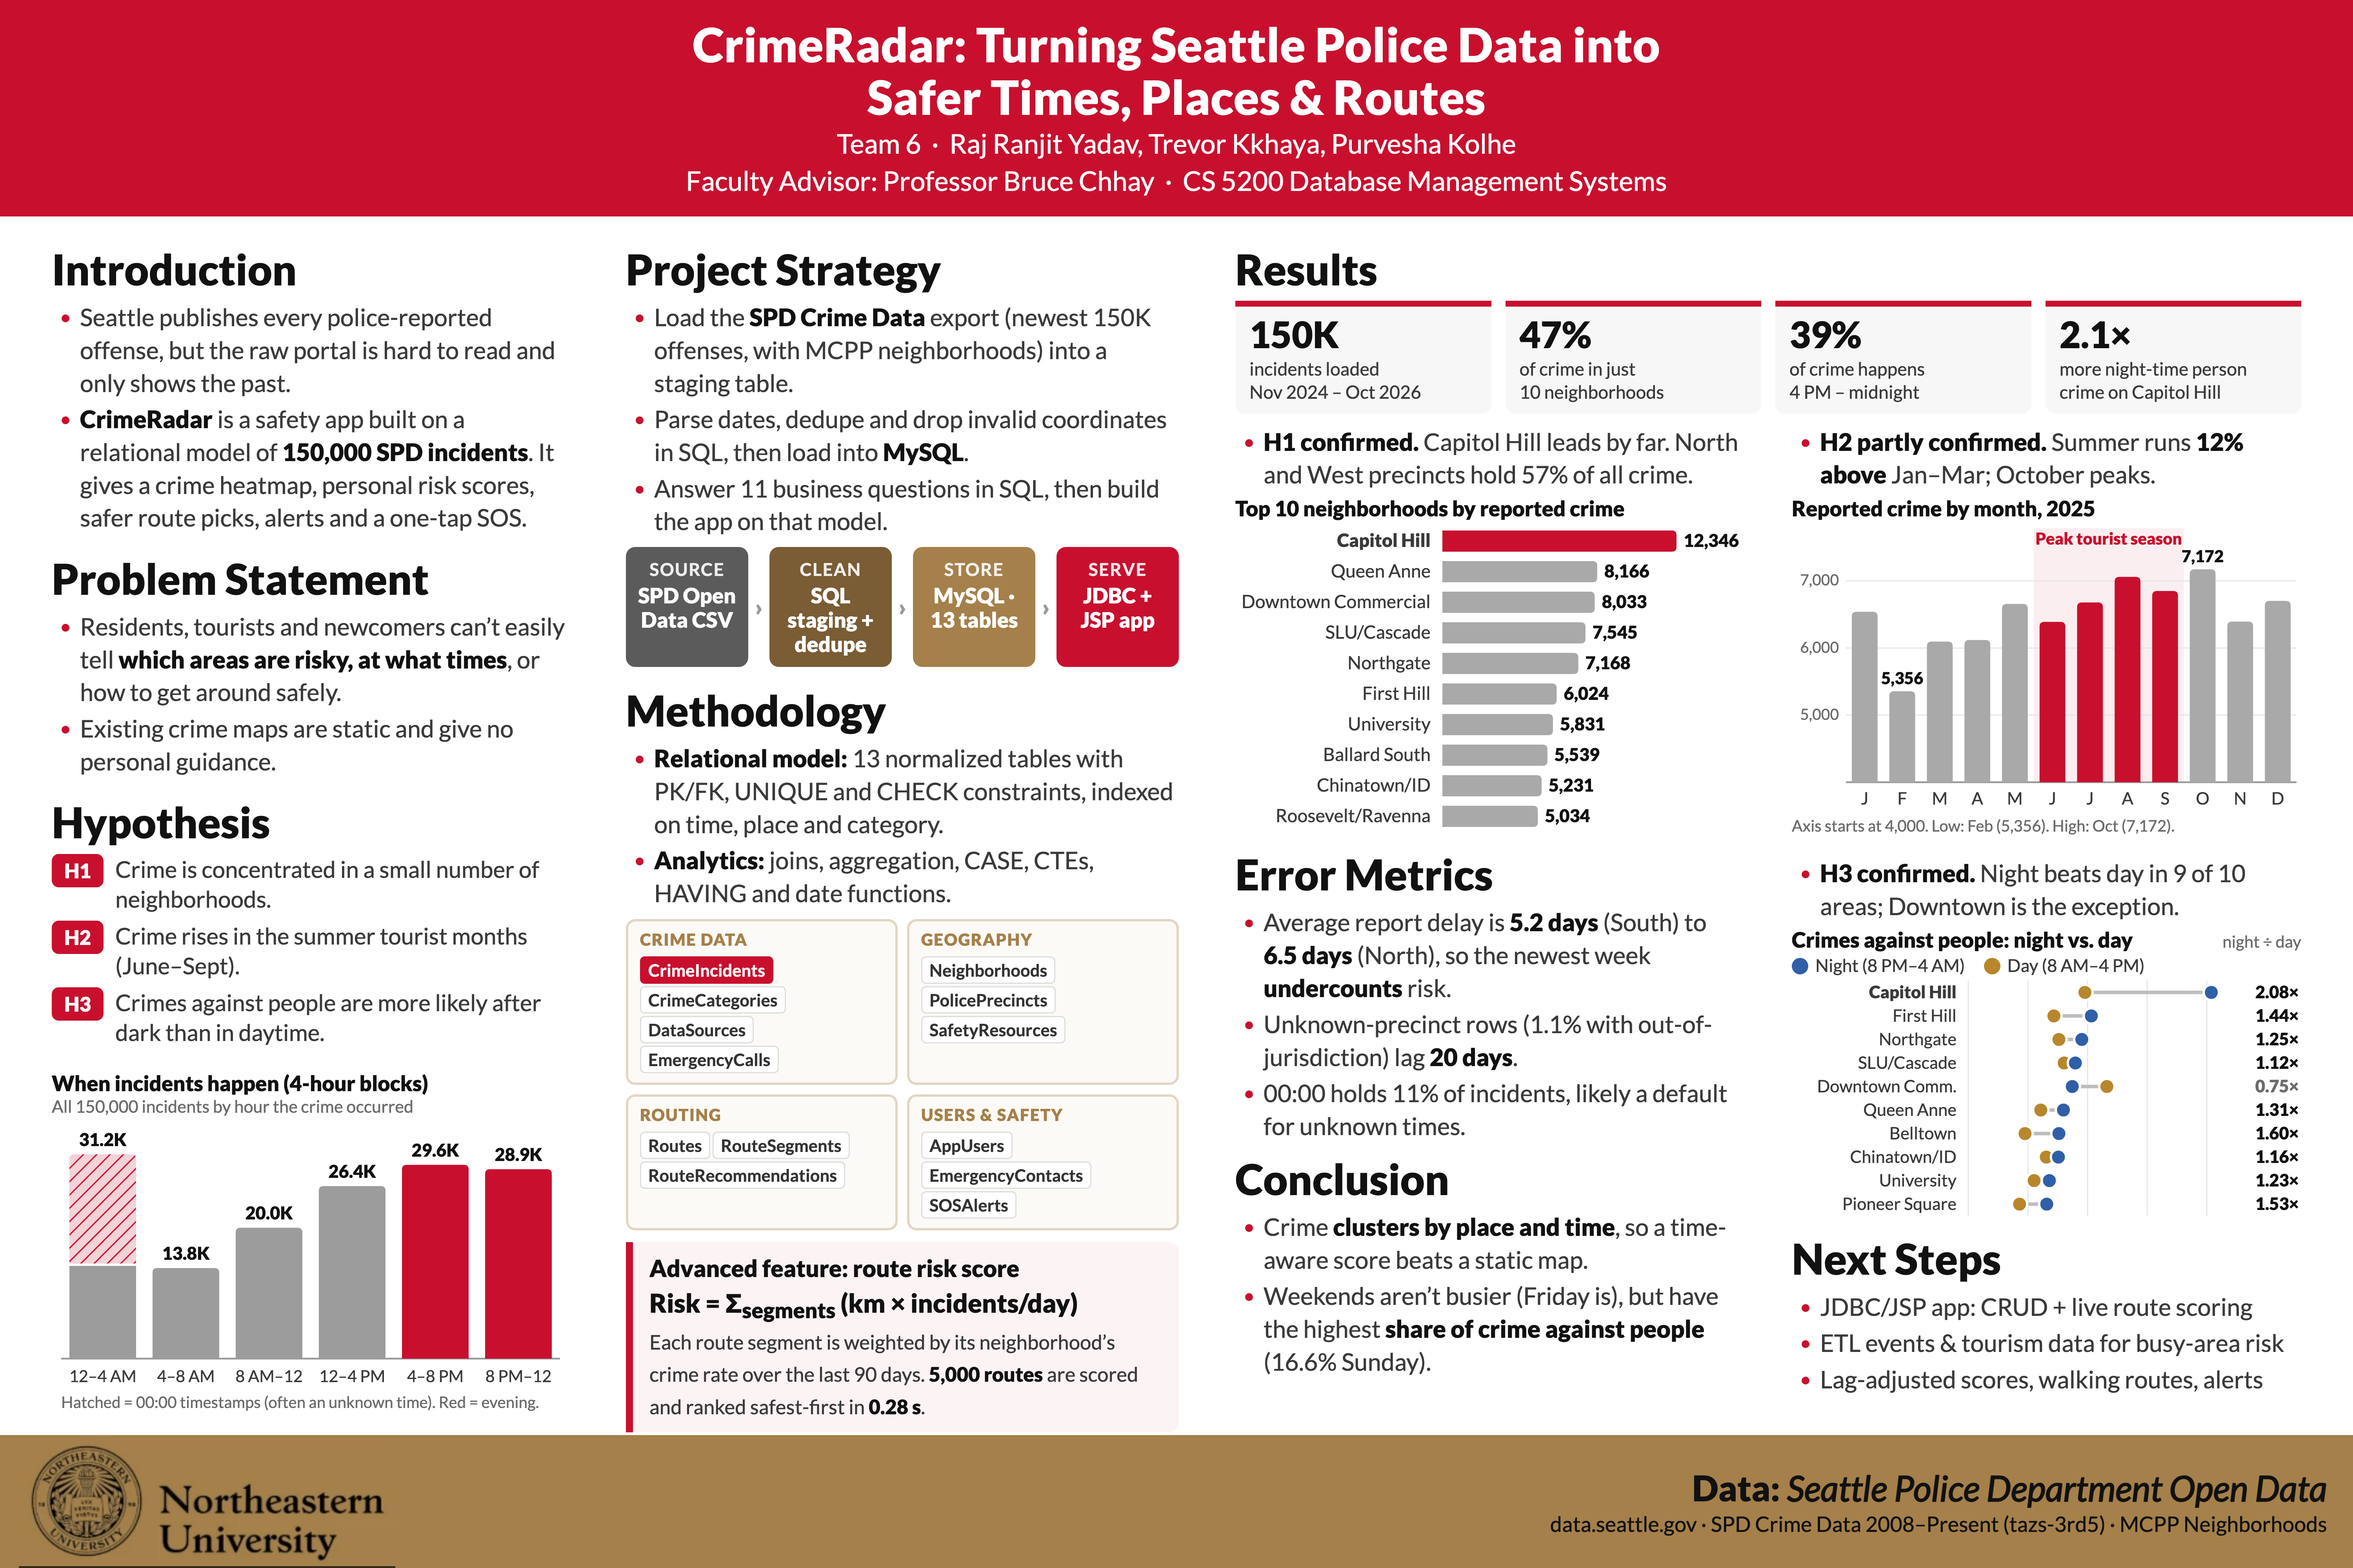 CrimeRadar: Turning Seattle Police Data into
Safer Times, Places & Routes
Team 6 · Raj Ranjit Yadav, Trevor Kkhaya, Purvesha Kolhe
Faculty Advisor: Professor Bruce Chhay · CS 5200 Database Management Systems
Introduction
• Seattle publishes every police-reported
offense, but the raw portal is hard to read and
only shows the past.
• CrimeRadar is a safety app built on a
relational model of 150,000 SPD incidents. It
gives a crime heatmap, personal risk scores,
safer route picks, alerts and a one-tap SOS.
Problem Statement
• Residents, tourists and newcomers can't easily
tell which areas are risky, at what times, or
how to get around safely.
• Existing crime maps are static and give no
personal guidance.
Hypothesis
H1 Crime is concentrated in a small number of
neighborhoods.
H2 Crime rises in the summer tourist months
(June–Sept).
H3 Crimes against people are more likely after
dark than in daytime.
When incidents happen (4-hour blocks)
All 150,000 incidents by hour the crime occurred
31.2K
13.8K
20.0K
26.4K
29.6K
28.9K
12–4 AM 4–8 AM 8 AM–12 12–4 PM 4–8 PM 8 PM–12
Hatched = 00:00 timestamps (often an unknown time). Red = evening.
Project Strategy
• Load the SPD Crime Data export (newest 150K
offenses, with MCPP neighborhoods) into a
staging table.
• Parse dates, dedupe and drop invalid coordinates
in SQL, then load into MySQL.
• Answer 11 business questions in SQL, then build
the app on that model.
SOURCE
SPD Open
Data CSV
›
CLEAN
SQL
staging +
dedupe
›
STORE
MySQL ·
13 tables
›
SERVE
JDBC +
JSP app
Methodology
• Relational model: 13 normalized tables with
PK/FK, UNIQUE and CHECK constraints, indexed
on time, place and category.
• Analytics: joins, aggregation, CASE, CTEs,
HAVING and date functions.
CRIME DATA
CrimeIncidents
CrimeCategories
DataSources
EmergencyCalls
GEOGRAPHY
Neighborhoods
PolicePrecincts
SafetyResources
ROUTING
Routes RouteSegments
RouteRecommendations
USERS & SAFETY
AppUsers
EmergencyContacts
SOSAlerts
Advanced feature: route risk score
Risk = Σsegments (km × incidents/day)
Each route segment is weighted by its neighborhood's
crime rate over the last 90 days. 5,000 routes are scored
and ranked safest-first in 0.28 s.
Results
150K
incidents loaded
Nov 2024 – Oct 2026
47%
of crime in just
10 neighborhoods
39%
of crime happens
4 PM – midnight
2.1×
more night-time person
crime on Capitol Hill
• H1 confirmed. Capitol Hill leads by far. North
and West precincts hold 57% of all crime.
Top 10 neighborhoods by reported crime
Capitol Hill 12,346
Queen Anne 8,166
Downtown Commercial 8,033
SLU/Cascade 7,545
Northgate 7,168
First Hill 6,024
University 5,831
Ballard South 5,539
Chinatown/ID 5,231
Roosevelt/Ravenna 5,034
Error Metrics
• Average report delay is 5.2 days (South) to
6.5 days (North), so the newest week
undercounts risk.
• Unknown-precinct rows (1.1% with out-of-
jurisdiction) lag 20 days.
• 00:00 holds 11% of incidents, likely a default
for unknown times.
Conclusion
• Crime clusters by place and time, so a time-
aware score beats a static map.
• Weekends aren't busier (Friday is), but have
the highest share of crime against people
(16.6% Sunday).
• H2 partly confirmed. Summer runs 12%
above Jan–Mar; October peaks.
Reported crime by month, 2025
Peak tourist season
7,172
7,000
6,000
5,356
5,000
J F M A M J J A S O N D
Axis starts at 4,000. Low: Feb (5,356). High: Oct (7,172).
• H3 confirmed. Night beats day in 9 of 10
areas; Downtown is the exception.
Crimes against people: night vs. day night ÷ day
Night (8 PM–4 AM) Day (8 AM–4 PM)
Capitol Hill 2.08×
First Hill 1.44×
Northgate 1.25×
SLU/Cascade 1.12×
Downtown Comm. 0.75×
Queen Anne 1.31×
Belltown 1.60×
Chinatown/ID 1.16×
University 1.23×
Pioneer Square 1.53×
Next Steps
• JDBC/JSP app: CRUD + live route scoring
• ETL events & tourism data for busy-area risk
• Lag-adjusted scores, walking routes, alerts
NORTHEASTERN
UNIVERSITY
Northeastern
University
Data: Seattle Police Department Open Data
data.seattle.gov · SPD Crime Data 2008–Present (tazs-3rd5) · MCPP Neighborhoods